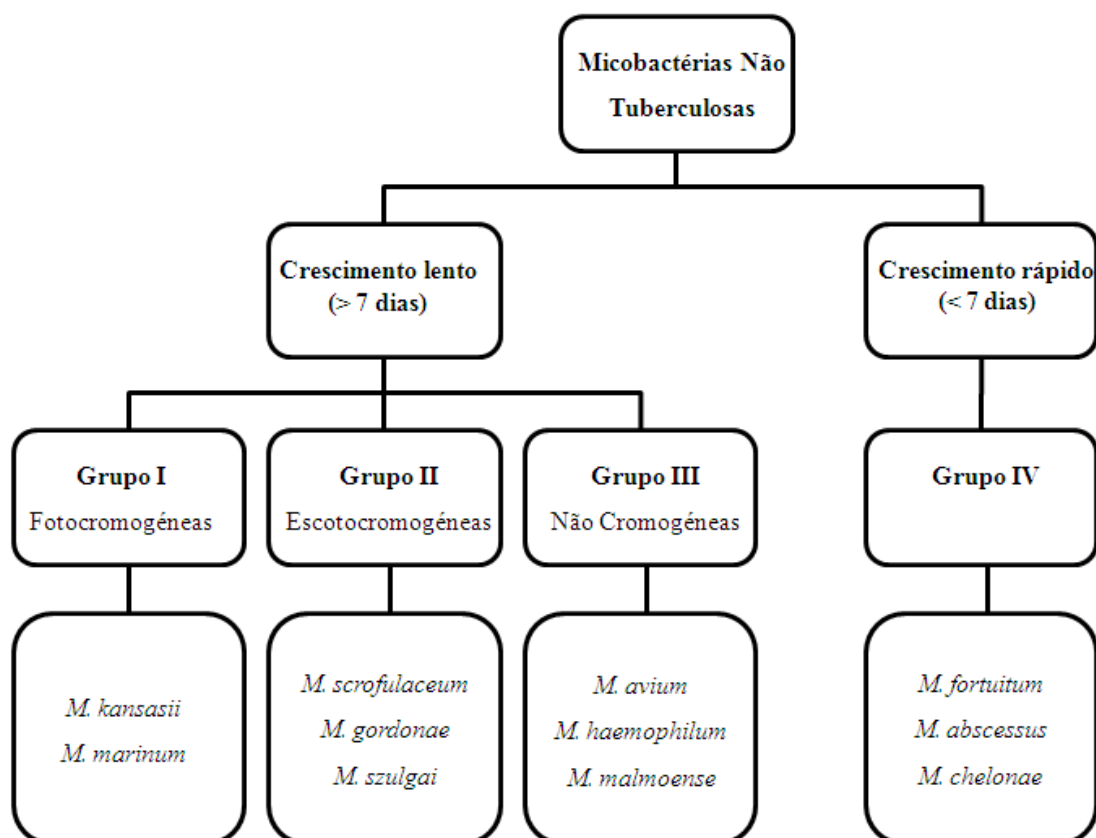 Micobactérias Não
Tuberculosas
Crescimento lento
(> 7 dias)
Crescimento rápido
(< 7 dias)
Grupo I
Fotocromogéneas
Grupo II
Escotocromogéneas
Grupo III
Não Cromogéneas
Grupo IV
M. kansasii
M. marinum
M. scrofulaceum
M. gordonae
M. szulgai
M. avium
M. haemophilum
M. malmoense
M. fortuitum
M. abscessus
M. chelonae